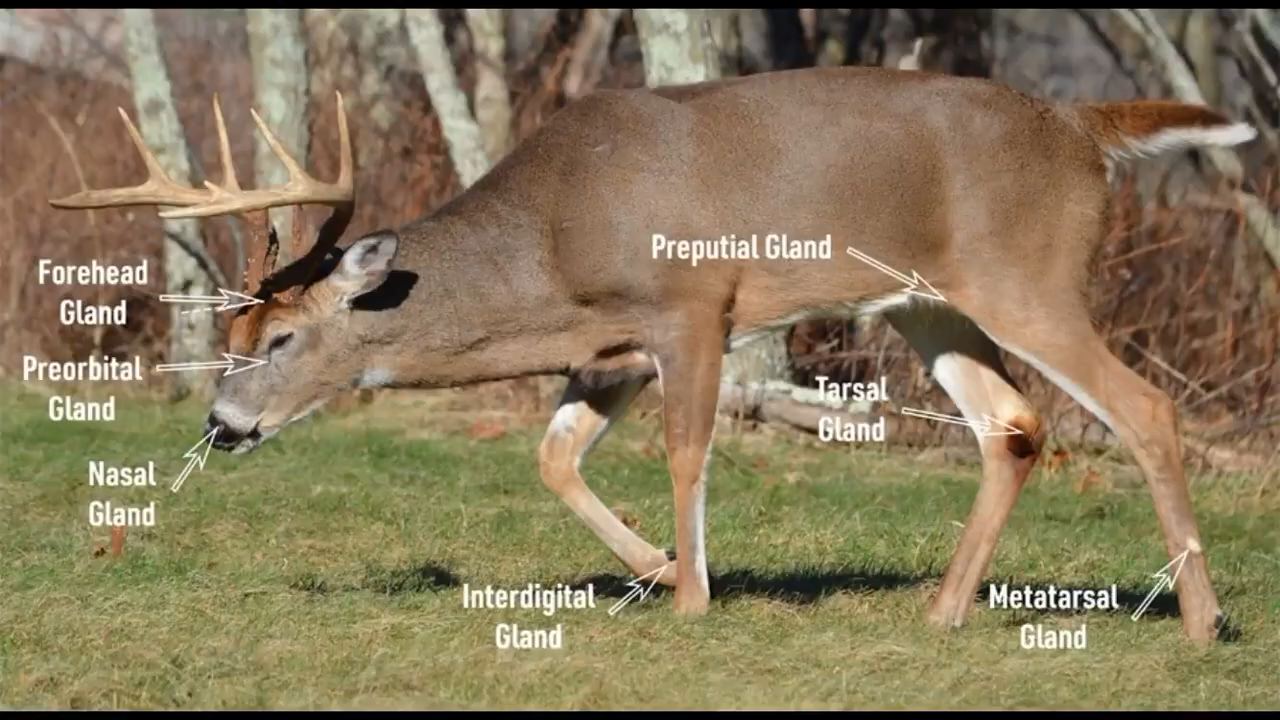 Preputial Gland
Forehead
Gland
Preorbital
Gland
Tarsal
Gland
Nasal
Gland
Interdigital
Gland
Metatarsal
Gland